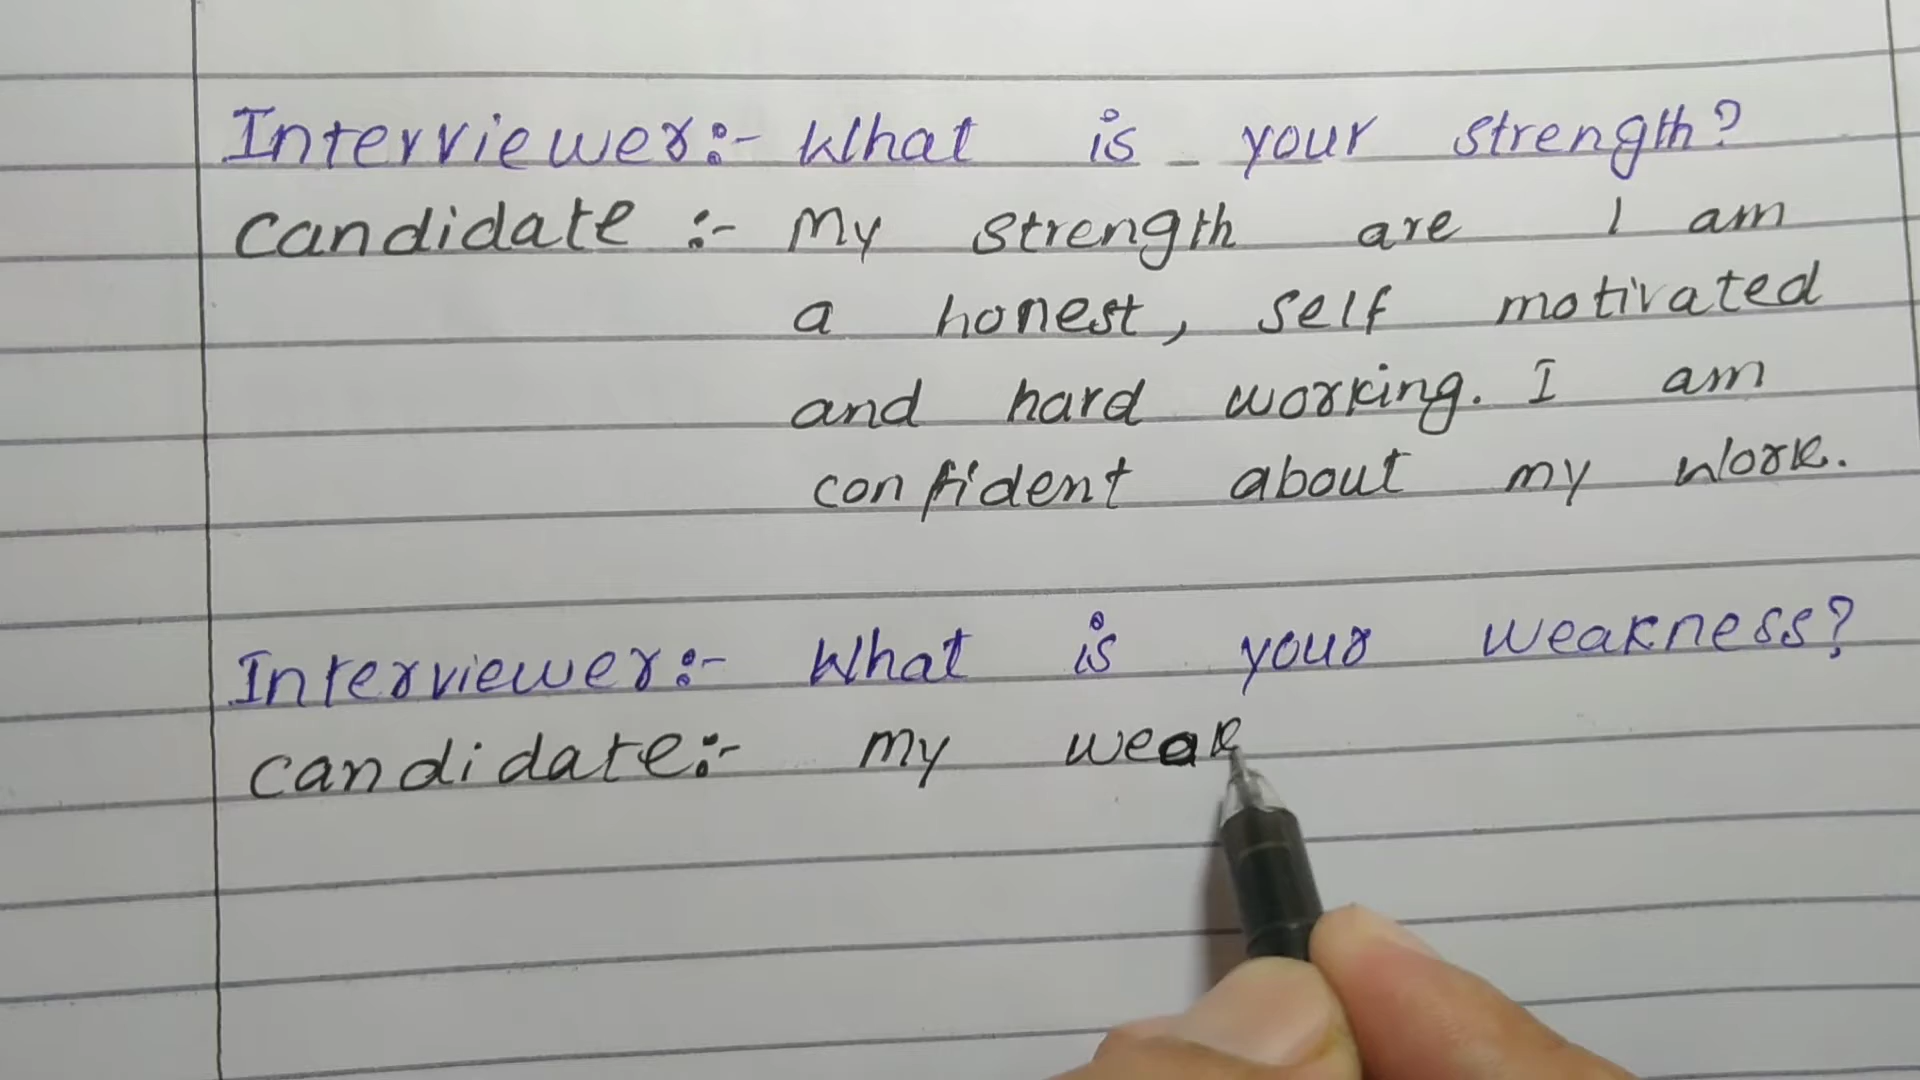 Interviewer:- What is your strength?
Candidate :- My strength are I am
a honest, self motivated
and hard working. I am
confident about my work.
Interviewer:- What is your weakness?
Candidate:- My weak